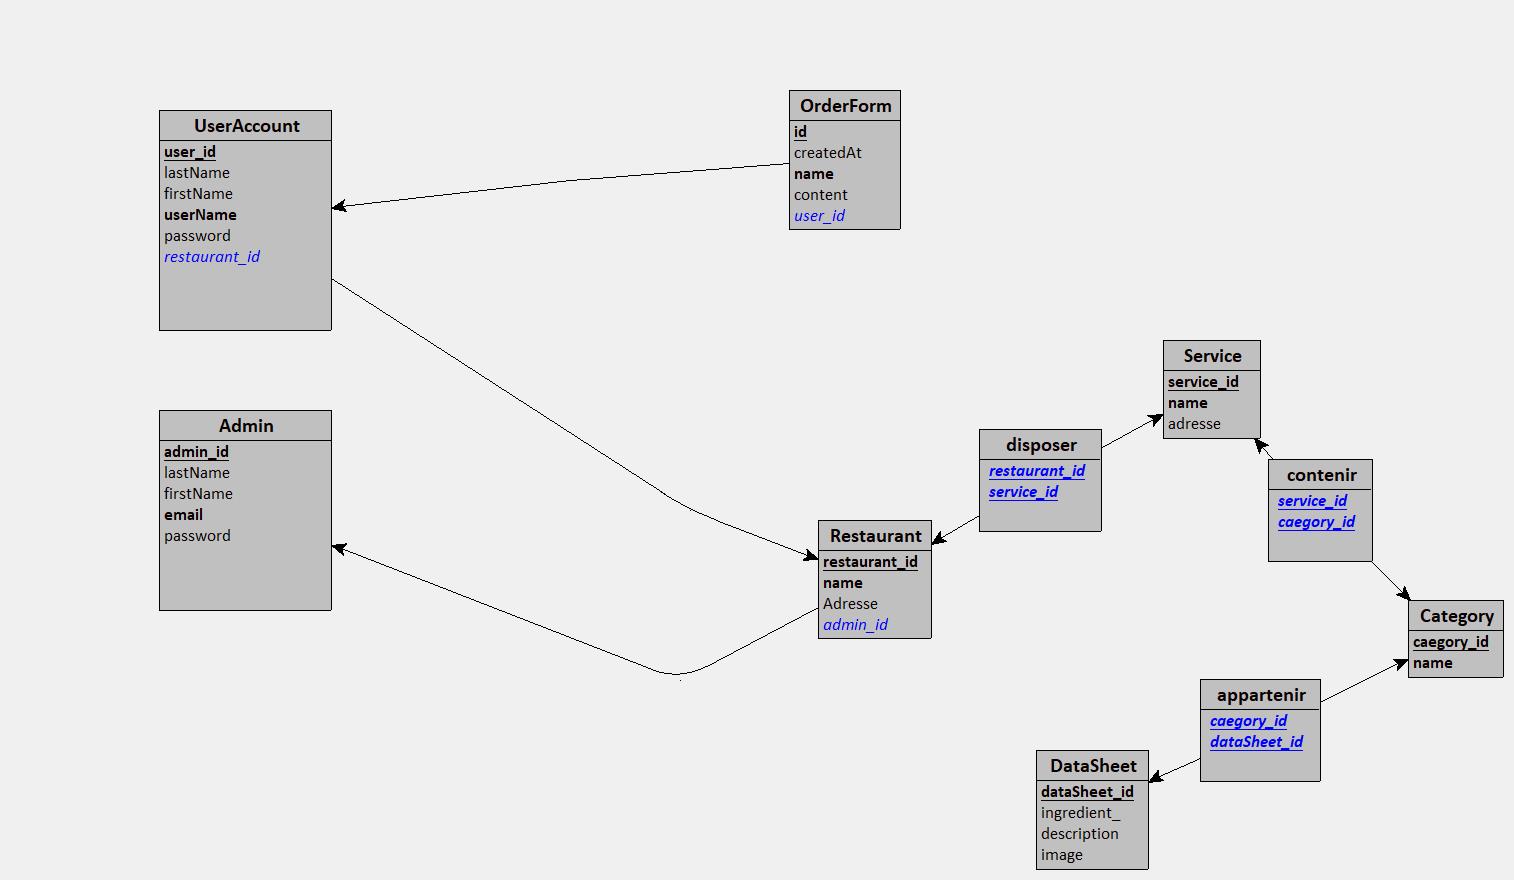 UserAccount
user_id
lastName
firstName
userName
password
restaurant_id
OrderForm
id
createdAt
name
content
user_id
Admin
admin_id
lastName
firstName
email
password
Restaurant
restaurant_id
name
Adresse
admin_id
disposer
restaurant_id
service_id
Service
service_id
name
adresse
contenir
service_id
caegory_id
Category
caegory_id
name
appartenir
caegory_id
dataSheet_id
DataSheet
dataSheet_id
ingredient_
description
image